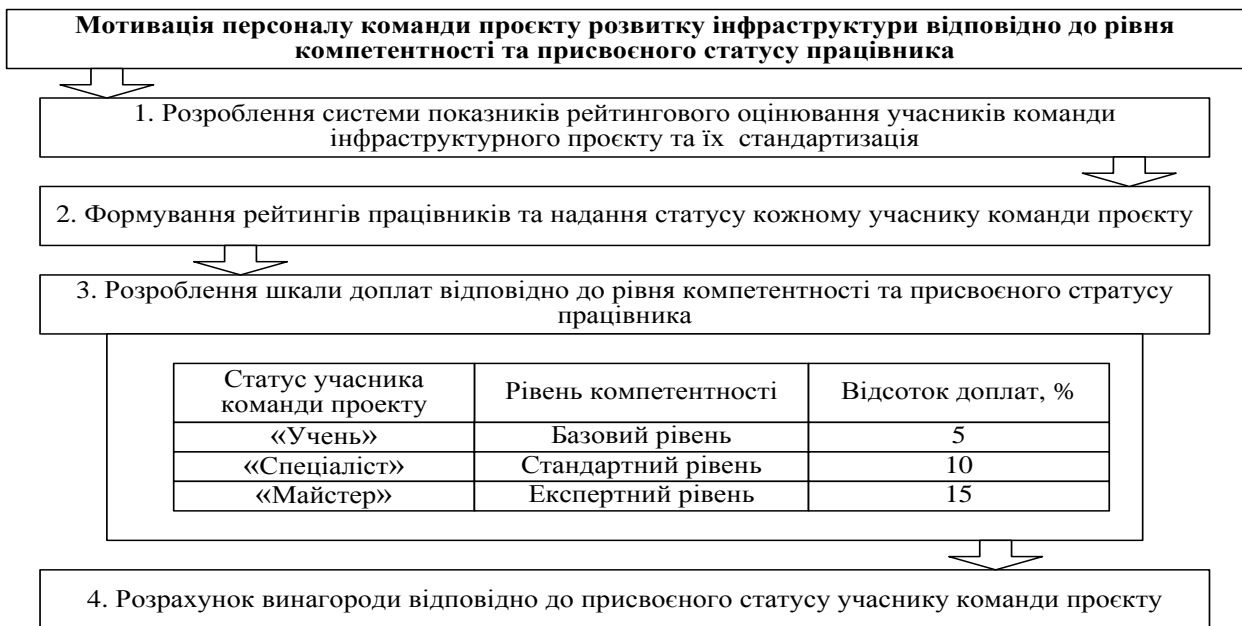 Мотивація персоналу команди проєкту розвитку інфраструктури відповідно до рівня
компетентності та присвоєного статусу працівника
1. Розроблення системи показників рейтингового оцінювання учасників команди
інфраструктурного проєкту та їх стандартизація
2. Формування рейтингів працівників та надання статусу кожному учаснику команди проєкту
3. Розроблення шкали доплат відповідно до рівня компетентності та присвоєного стратусу
працівника
Статус учасника
команди проекту
Рівень компетентності
Відсоток доплат, %
«Учень»
Базовий рівень
5
«Спеціаліст»
Стандартний рівень
10
«Майстер»
Експертний рівень
15
4. Розрахунок винагороди відповідно до присвоєного статусу учаснику команди проєкту